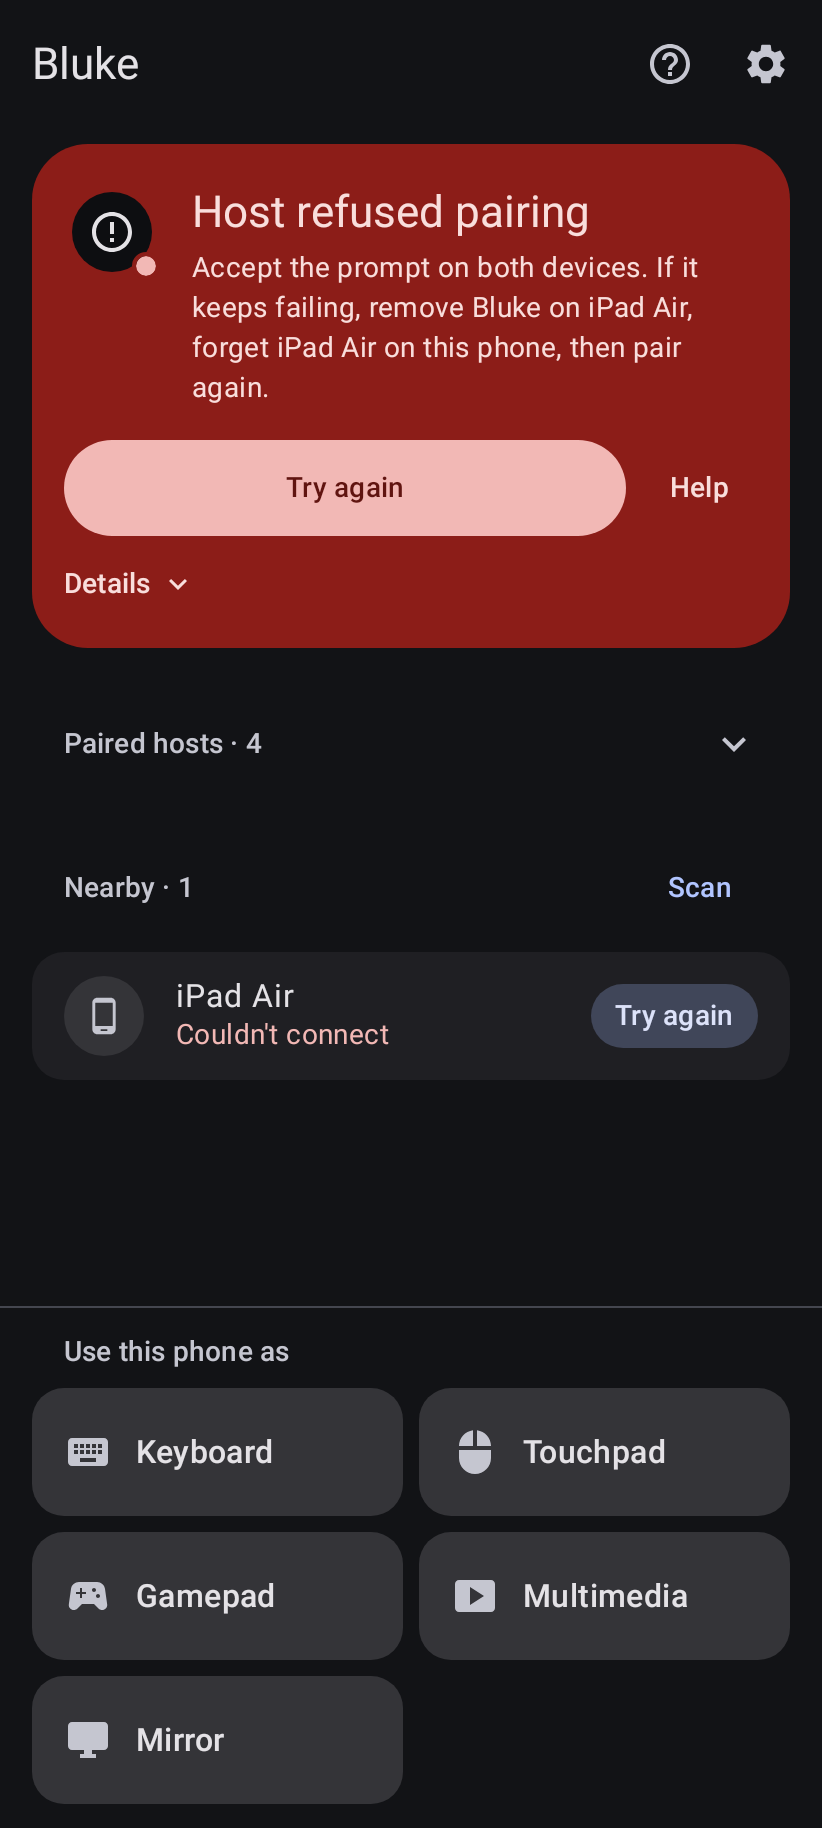 Bluke
Host refused pairing
Accept the prompt on both devices. If it
keeps failing, remove Bluke on iPad Air,
forget iPad Air on this phone, then pair
again.
Try again
Help
Details
Paired hosts · 4
Nearby · 1
Scan
iPad Air
Couldn't connect
Try again
Use this phone as
Keyboard
Touchpad
Gamepad
Multimedia
Mirror